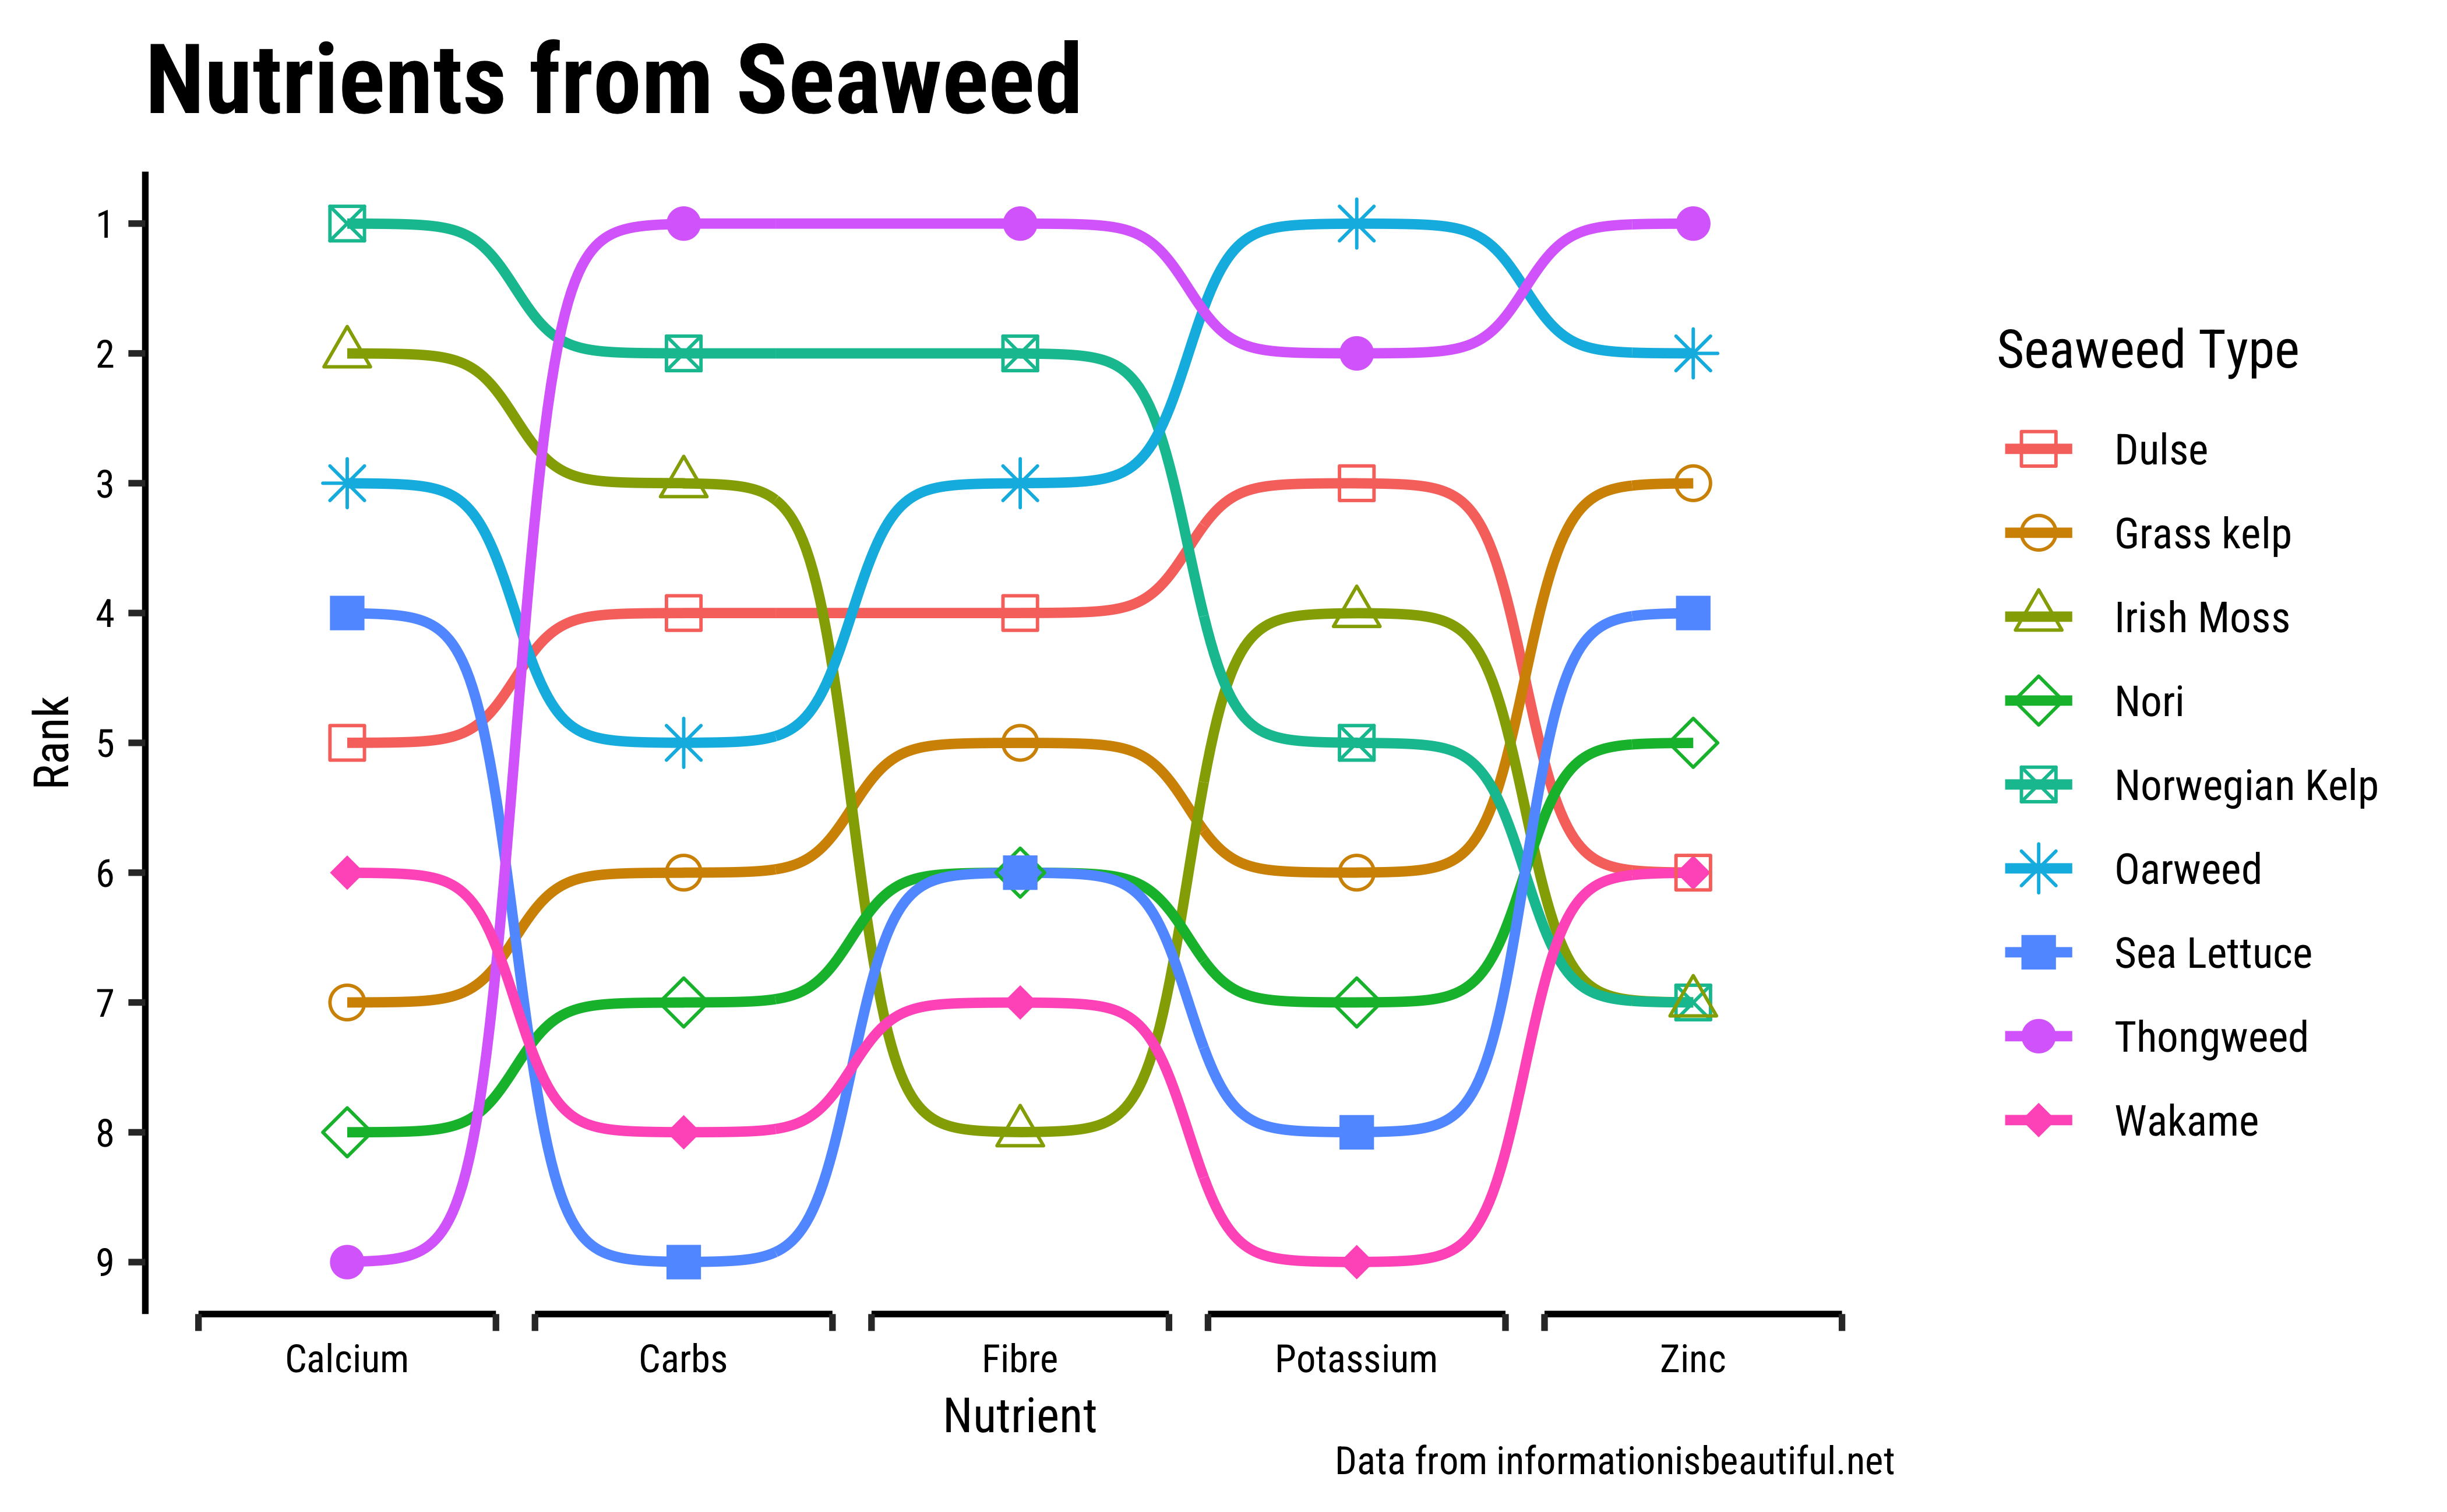 Nutrients from Seaweed
Rank
1
2
3
4
5
6
7
8
9
Calcium
Carbs
Fibre
Potassium
Zinc
Nutrient
Seaweed Type
Dulse
Grass kelp
Irish Moss
Nori
Norwegian Kelp
Oarweed
Sea Lettuce
Thongweed
Wakame
Data from informationisbeautiful.net